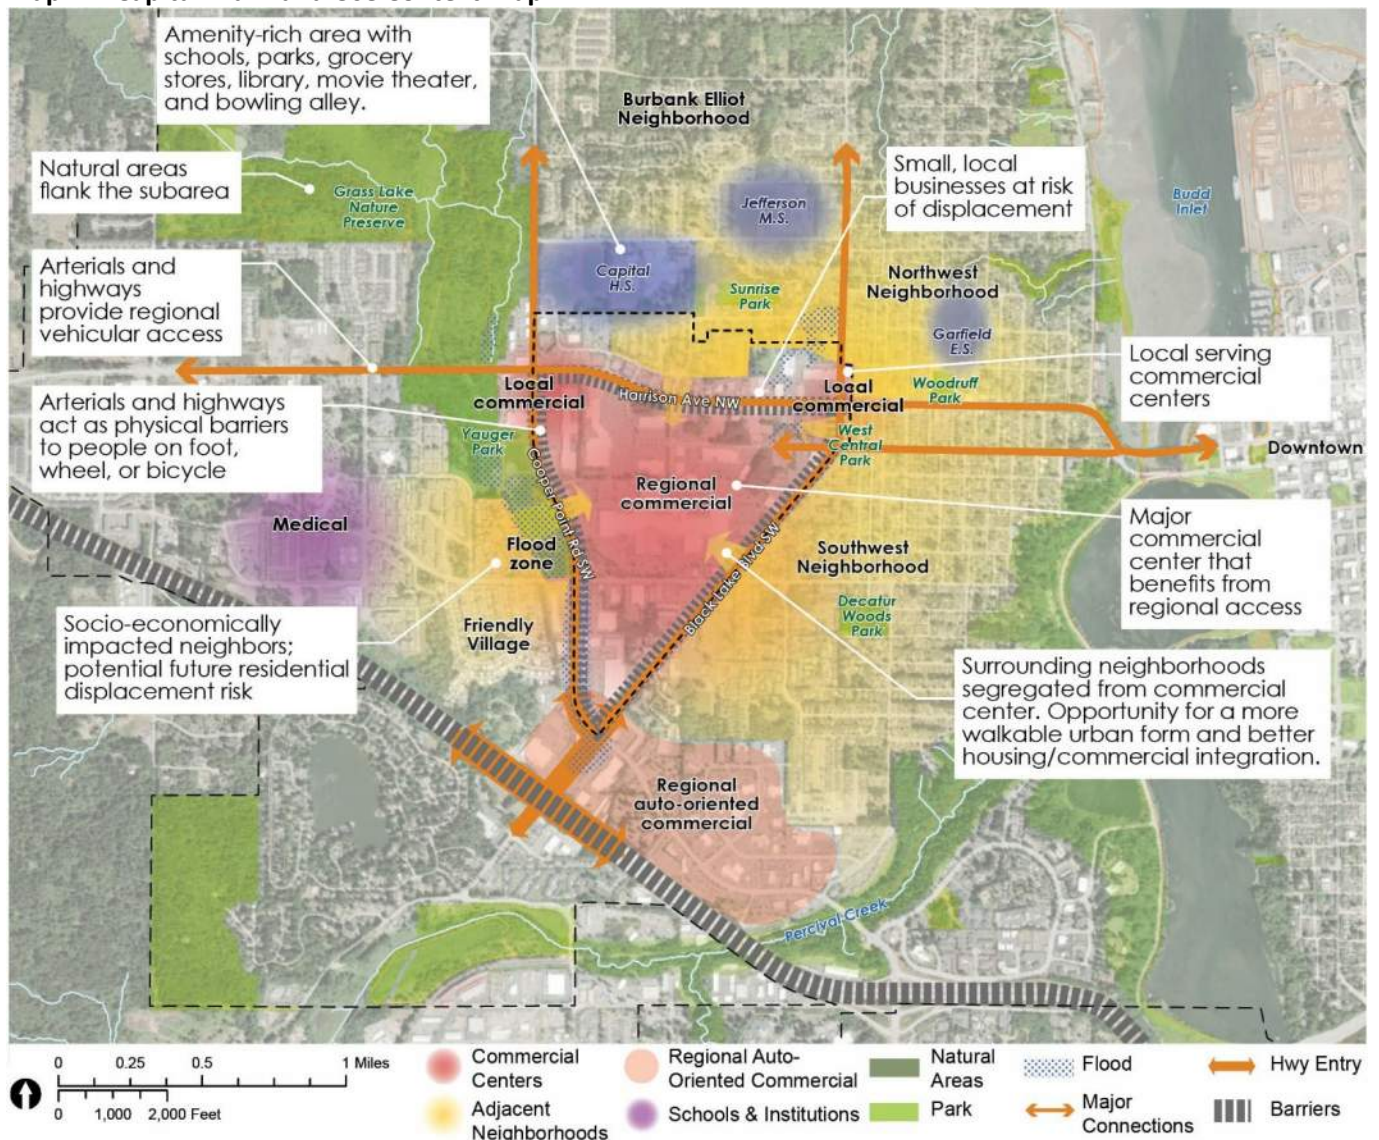 Amenity-rich area with
schools, parks, grocery
stores, library, movie theater,
and bowling alley.
Burbank Elliot
Neighborhood
Natural areas
flank the subarea
Grass Lake
Nature
Preserve
Jefferson
M.S.
Small, local
businesses at risk
of displacement
Budd
Inlet
Arterials and
highways
provide regional
vehicular access
Capital
H.S.
Sunrise
Park
Northwest
Neighborhood
Garfield
E.S.
Local serving
commercial
centers
Arterials and highways
act as physical barriers
to people on foot,
wheel, or bicycle
Local
commercial
Harrison Ave NW
Local
commercial
Woodruff
Park
Yauger
Park
West
Central
Park
Downtown
Cooper Point Rd SW
Regional
commercial
Medical
Flood
zone
Black Lake Blvd SW
Southwest
Neighborhood
Major
commercial
center that
benefits from
regional access
Decatur
Woods
Park
Socio-economically
impacted neighbors;
potential future residential
displacement risk
Friendly
Village
Surrounding neighborhoods
segregated from commercial
center. Opportunity for a more
walkable urban form and better
housing/commercial integration.
Regional
auto-oriented
commercial
Percival Creek
0 0.25 0.5 1 Miles
0 1,000 2,000 Feet
Commercial
Centers
Adjacent
Neighborhoods
Regional Auto-
Oriented Commercial
Schools & Institutions
Natural
Areas
Park
Flood
Major
Connections
Hwy Entry
Barriers